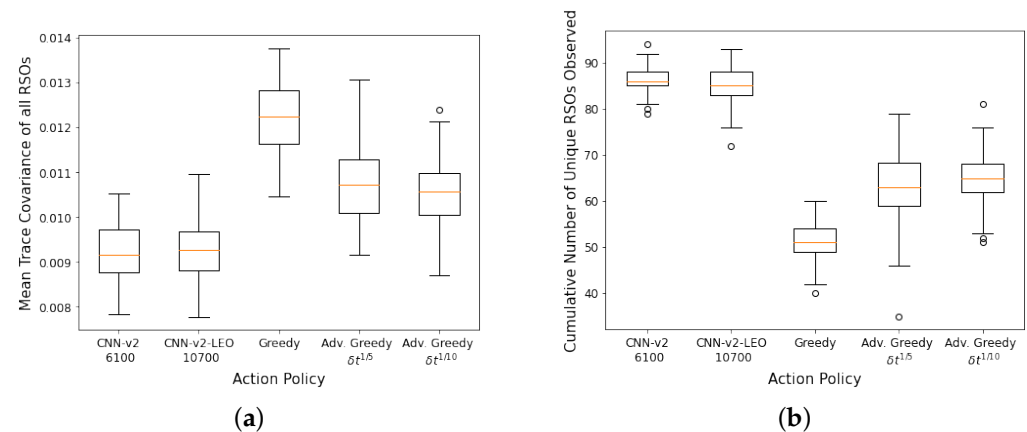 Mean Trace Covariance of all RSOs
0.014
0.013
0.012
0.011
0.010
0.009
0.008
CNN-v2
6100
CNN-v2-LEO
10700
Greedy
Adv. Greedy
δt^1/5
Adv. Greedy
δt^1/10
Action Policy
(a)
Cumulative Number of Unique RSOs Observed
90
80
70
60
50
40
CNN-v2
6100
CNN-v2-LEO
10700
Greedy
Adv. Greedy
δt^1/5
Adv. Greedy
δt^1/10
Action Policy
(b)